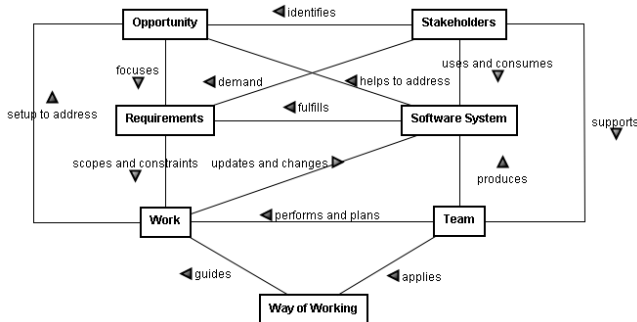 identifies
Opportunity
Stakeholders
focuses
uses and consumes
demand
helps to address
setup to address
fulfills
Requirements
Software System
supports
scopes and constraints
updates and changes
produces
Work
performs and plans
Team
guides
applies
Way of Working